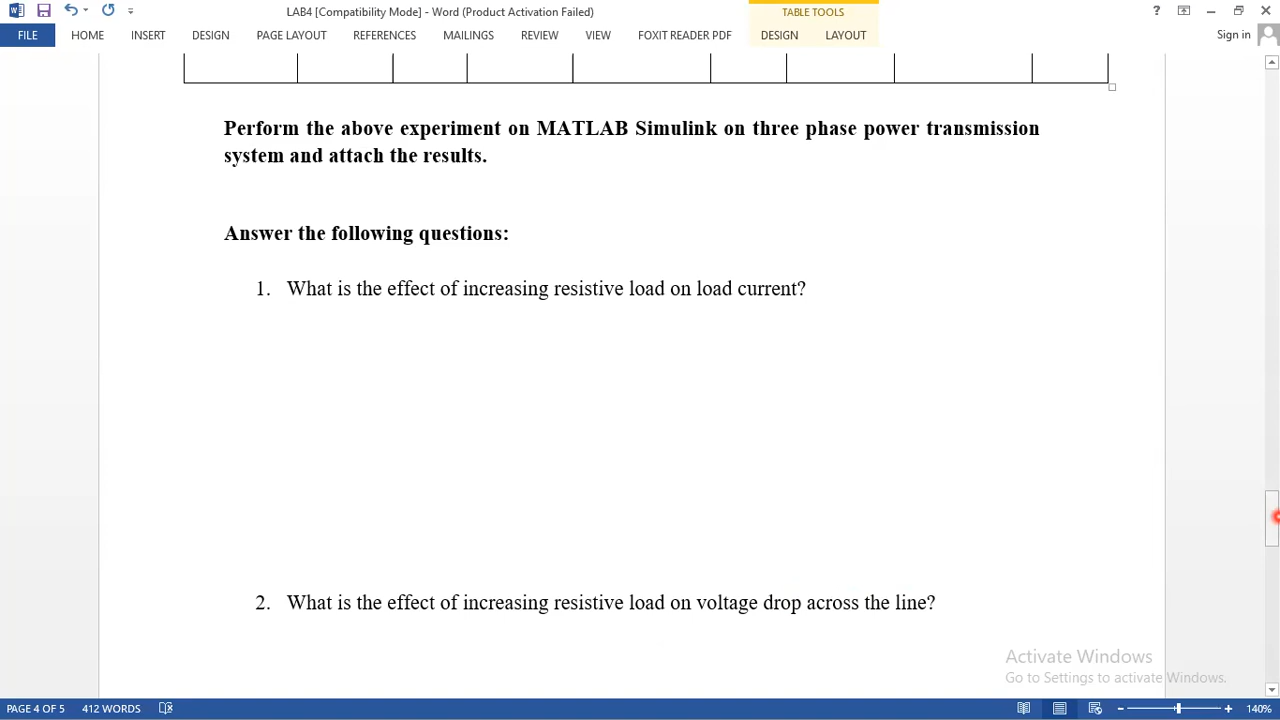 LAB4 [Compatibility Mode] - Word (Product Activation Failed)
TABLE TOOLS
?
FILE HOME INSERT DESIGN PAGE LAYOUT REFERENCES MAILINGS REVIEW VIEW FOXIT READER PDF DESIGN LAYOUT Sign in
Perform the above experiment on MATLAB Simulink on three phase power transmission
system and attach the results.
Answer the following questions:
1. What is the effect of increasing resistive load on load current?
2. What is the effect of increasing resistive load on voltage drop across the line?
Activate Windows
Go to Settings to activate Windows.
PAGE 4 OF 5 412 WORDS 140%